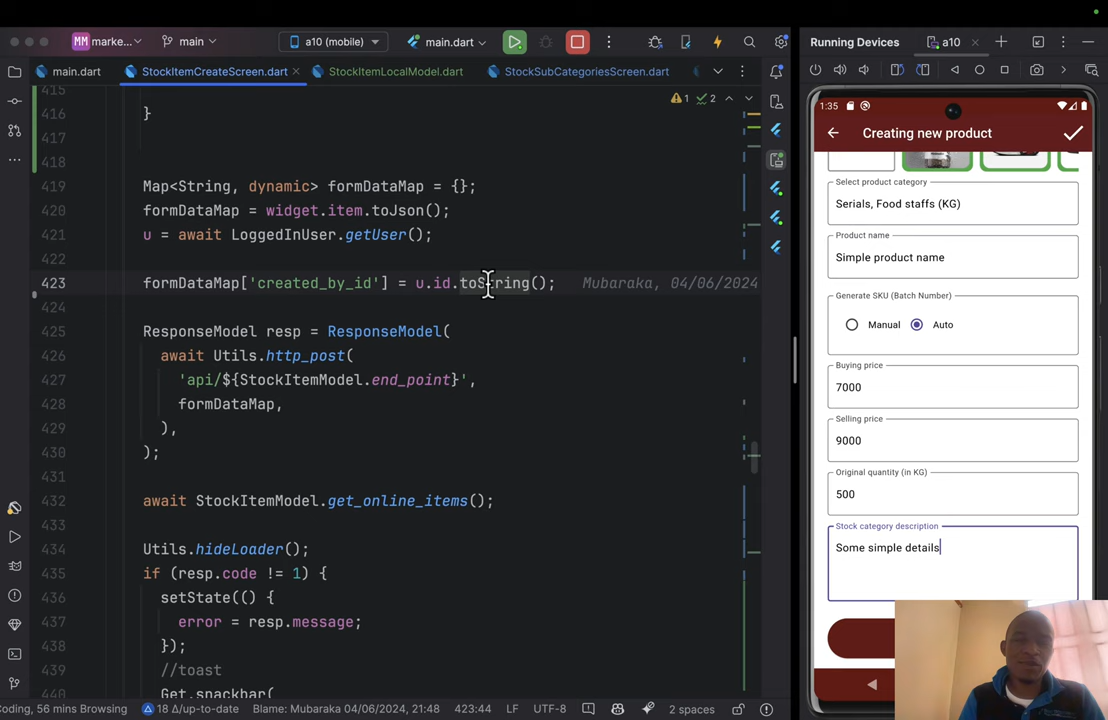 MM marke... main a10 (mobile) main.dart
Running Devices a10
main.dart StockItemCreateScreen.dart StockItemLocalModel.dart StockSubCategoriesScreen.dart
1 2
415
416 }
417
418
419 Map<String, dynamic> formDataMap = {};
420 formDataMap = widget.item.toJson();
421 u = await LoggedInUser.getUser();
422
423 formDataMap['created_by_id'] = u.id.toString(); Mubaraka, 04/06/2024
424
425 ResponseModel resp = ResponseModel(
426 await Utils.http_post(
427 'api/${StockItemModel.end_point}',
428 formDataMap,
429 ),
430 );
431
432 await StockItemModel.get_online_items();
433
434 Utils.hideLoader();
435 if (resp.code != 1) {
436 setState(() {
437 error = resp.message;
438 });
439 //toast
440 Get.snackbar(
1:35
Creating new product
Select product category
Serials, Food staffs (KG)
Product name
Simple product name
Generate SKU (Batch Number)
Manual Auto
Buying price
7000
Selling price
9000
Original quantity (in KG)
500
Stock category description
Some simple details
Coding, 56 mins Browsing 18 Δ/up-to-date Blame: Mubaraka 04/06/2024, 21:48 423:44 LF UTF-8 2 spaces